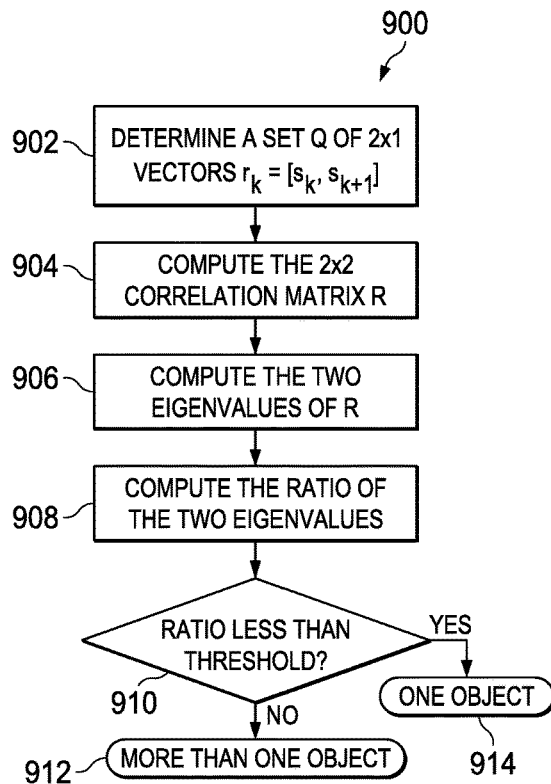 900
902
DETERMINE A SET Q OF 2x1
VECTORS r_k = [s_k, s_k+1]
904
COMPUTE THE 2x2
CORRELATION MATRIX R
906
COMPUTE THE TWO
EIGENVALUES OF R
908
COMPUTE THE RATIO OF
THE TWO EIGENVALUES
RATIO LESS THAN
THRESHOLD?
YES
910
NO
ONE OBJECT
914
912
MORE THAN ONE OBJECT